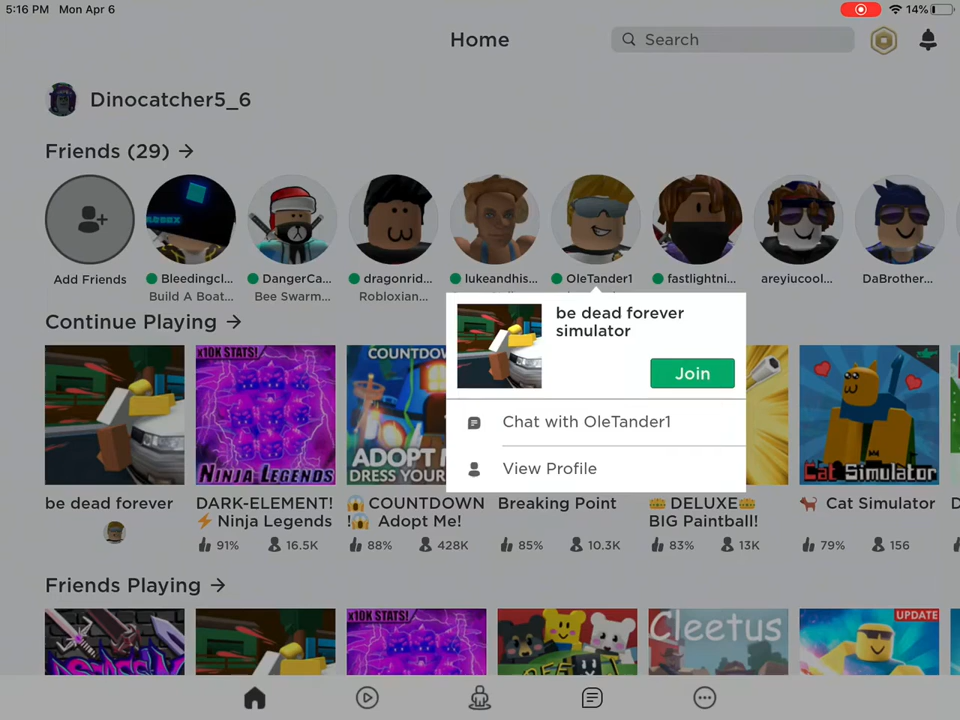 5:16 PM Mon Apr 6
14%
Home
Search
Dinocatcher5_6
Friends (29) →
Add Friends
Bleedingcl...
DangerCa...
dragonrid...
lukeandhis...
OleTander1
fastlightni...
areyiucool...
DaBrother...
Build A Boat...
Bee Swarm...
Robloxian...
be dead forever
simulator
Join
Chat with OleTander1
View Profile
Continue Playing →
x10K STATS!
NINJA LEGENDS
COUNTDOW
ADOPT M
DRESS YOUR
Cat Simulator
be dead forever
DARK-ELEMENT!
⚡ Ninja Legends
91%
16.5K
😱 COUNTDOWN
!😱 Adopt Me!
88%
428K
Breaking Point
85%
10.3K
🍔 DELUXE🍔
BIG Paintball!
83%
13K
🐈 Cat Simulator
79%
156
Friends Playing →
x10K STATS!
Cleetus
UPDATE